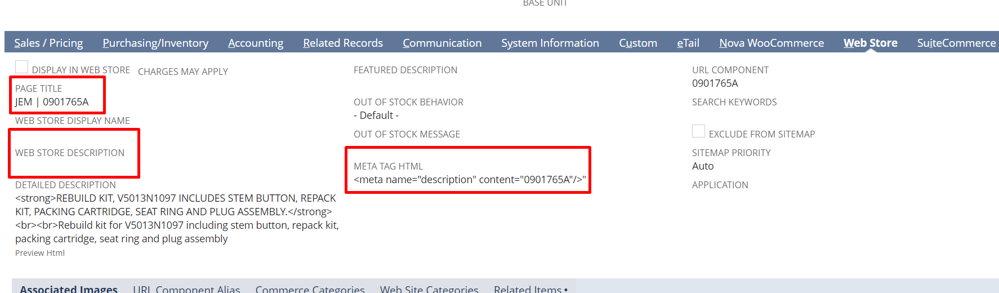 BASE UNIT
Sales / Pricing Purchasing/Inventory Accounting Related Records Communication System Information Custom eTail Nova WooCommerce Web Store SuiteCommerce
DISPLAY IN WEB STORE CHARGES MAY APPLY
PAGE TITLE
JEM | 0901765A
WEB STORE DISPLAY NAME
WEB STORE DESCRIPTION
DETAILED DESCRIPTION
<strong>REBUILD KIT, V5013N1097 INCLUDES STEM BUTTON, REPACK
KIT, PACKING CARTRIDGE, SEAT RING AND PLUG ASSEMBLY.</strong>
<br><br>Rebuild kit for V5013N1097 including stem button, repack kit,
packing cartridge, seat ring and plug assembly
Preview Html
FEATURED DESCRIPTION
OUT OF STOCK BEHAVIOR
- Default -
OUT OF STOCK MESSAGE
META TAG HTML
<meta name="description" content="0901765A"/>"
URL COMPONENT
0901765A
SEARCH KEYWORDS
EXCLUDE FROM SITEMAP
SITEMAP PRIORITY
Auto
APPLICATION
Associated Images URL Component Alias Commerce Categories Web Site Categories Related Items •